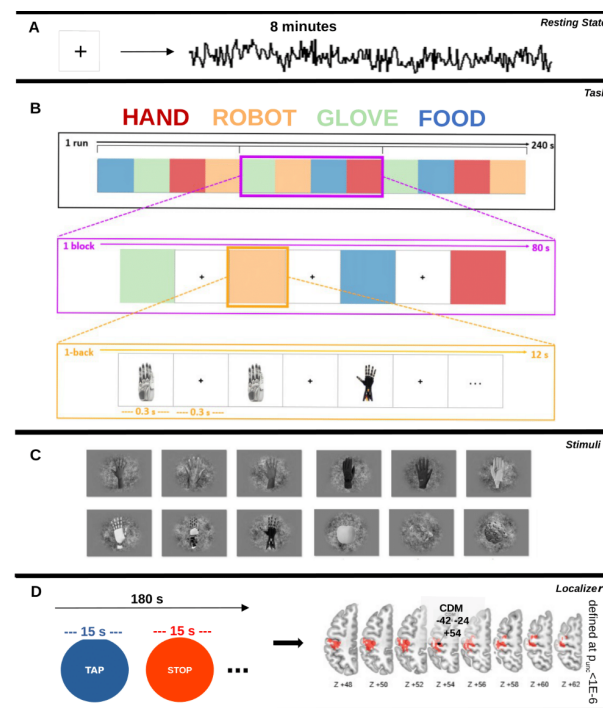 A
8 minutes
Resting State
+
B
Task
HAND ROBOT GLOVE FOOD
1 run
240 s
1 block
80 s
+ + +
1-back
12 s
+ + + ...
--- 0.3 s --- --- 0.3 s ---
C
Stimuli
D
Localizer
180 s
--- 15 s --- --- 15 s ---
TAP STOP ...
CDM
-42 -24
+54
Z +48 Z +50 Z +52 Z +54 Z +56 Z +58 Z +60 Z +62
defined at punc<1E-6